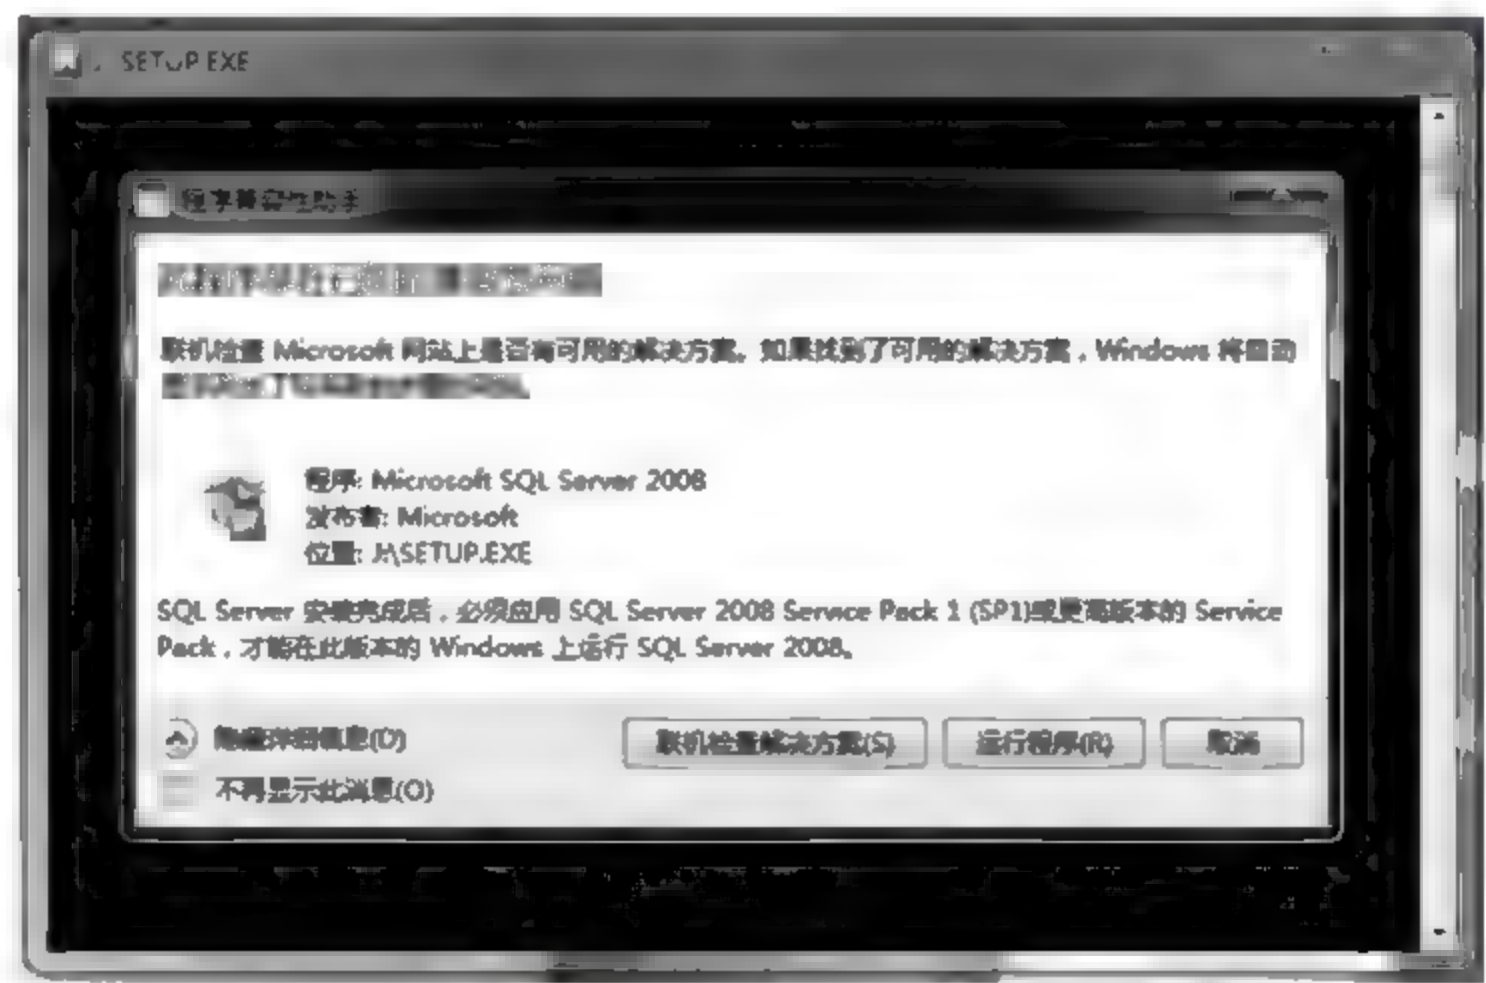 SETUP.EXE
程序兼容性助手
联机检查 Microsoft 网站上是否有可用的解决方案。如果找到了可用的解决方案，Windows 将自动
程序: Microsoft SQL Server 2008
发布者: Microsoft
位置: J:\SETUP.EXE
SQL Server 安装完成后，必须应用 SQL Server 2008 Service Pack 1 (SP1)或更高版本的 Service
Pack，才能在此版本的 Windows 上运行 SQL Server 2008。
隐藏详细信息(D)
联机检查解决方案(S)
运行程序(R)
取消
不再显示此消息(O)